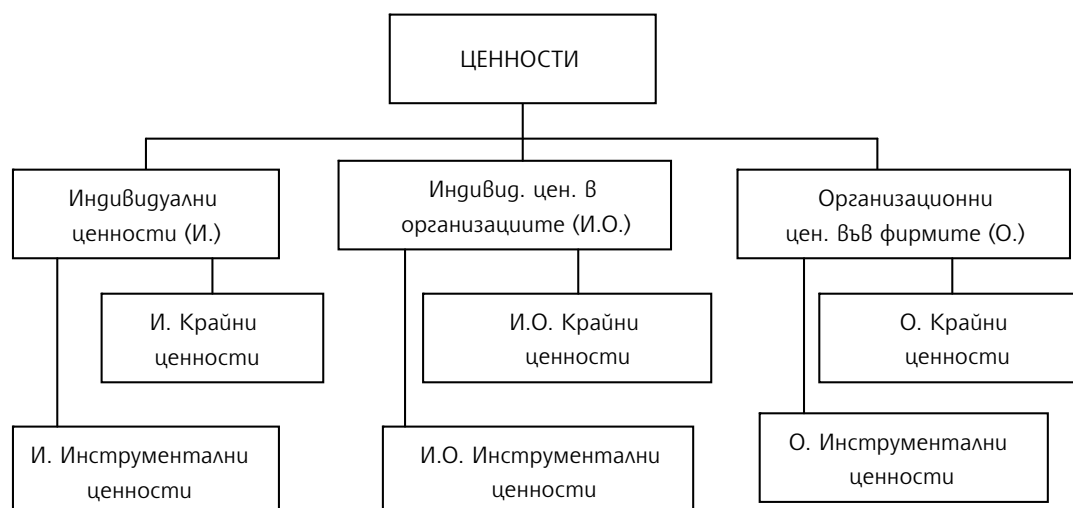 ЦЕННОСТИ
Индивидуални
ценности (И.)
Индивид. цен. в
организациите (И.О.)
Организационни
цен. във фирмите (О.)
И. Крайни
ценности
И.О. Крайни
ценности
О. Крайни
ценности
И. Инструментални
ценности
И.О. Инструментални
ценности
О. Инструментални
ценности